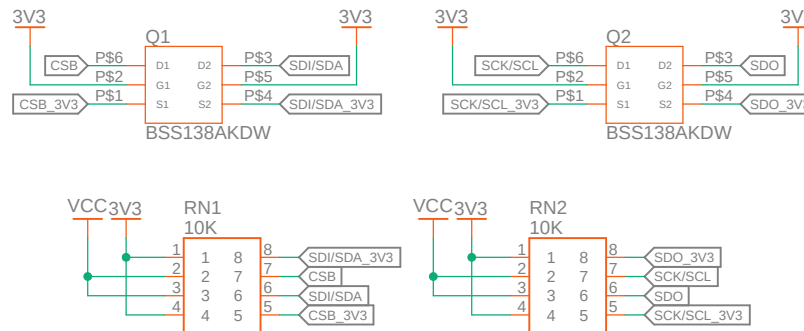 3V3 3V3 3V3 3V
Q1 Q2
CSB P$6 D1 D2 P$3 SDI/SDA SCK/SCL P$6 D1 D2 P$3 SDO
P$2 G1 G2 P$5 P$2 G1 G2 P$5
CSB_3V3 P$1 S1 S2 P$4 SDI/SDA_3V3 SCK/SCL_3V3 P$1 S1 S2 P$4 SDO_3V3
BSS138AKDW BSS138AKDW
VCC 3V3 RN1 VCC 3V3 RN2
10K 10K
1 1 8 8 SDI/SDA_3V3 1 1 8 8 SDO_3V3
2 2 7 7 CSB 2 2 7 7 SCK/SCL
3 3 6 6 SDI/SDA 3 3 6 6 SDO
4 4 5 5 CSB_3V3 4 4 5 5 SCK/SCL_3V3